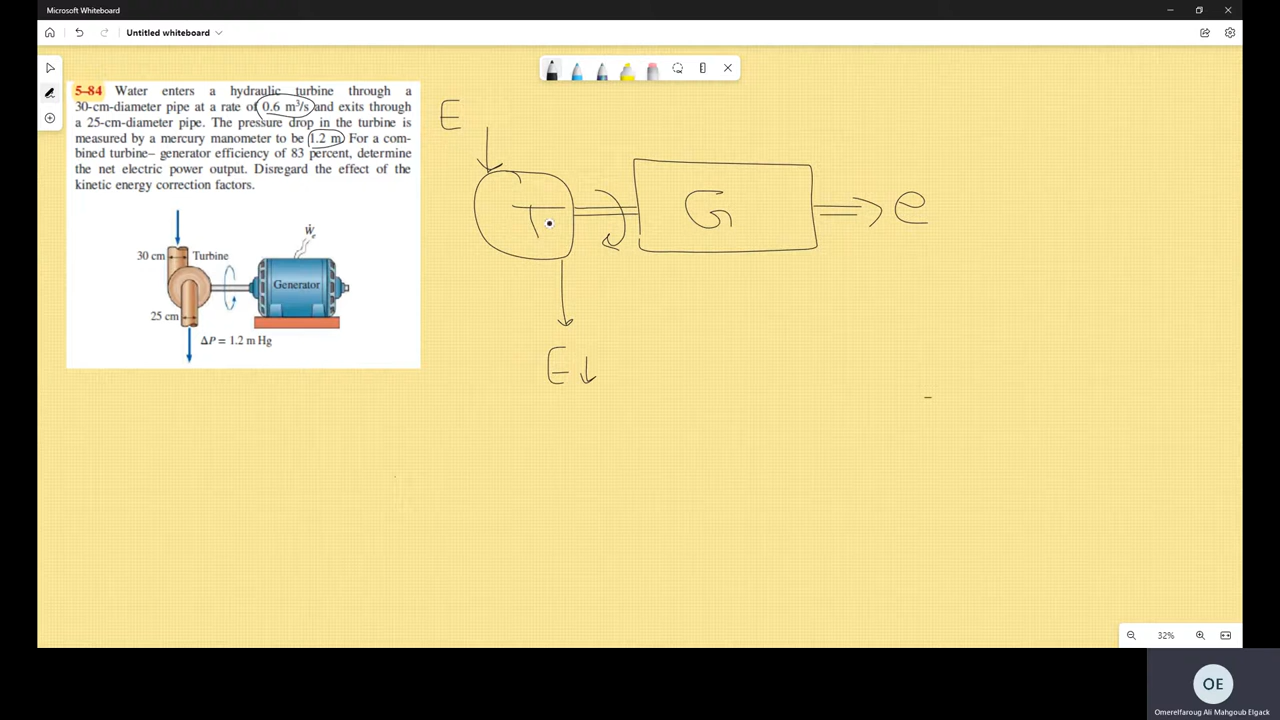 Microsoft Whiteboard
Untitled whiteboard
5–84 Water enters a hydraulic turbine through a
30-cm-diameter pipe at a rate of 0.6 m³/s and exits through
a 25-cm-diameter pipe. The pressure drop in the turbine is
measured by a mercury manometer to be 1.2 m. For a com-
bined turbine– generator efficiency of 83 percent, determine
the net electric power output. Disregard the effect of the
kinetic energy correction factors.
E
T
G
e
E↓
Ẇe
30 cm
Turbine
Generator
25 cm
ΔP = 1.2 m Hg
32%
OE
Omerelfaroug Ali Mahgoub Elgack